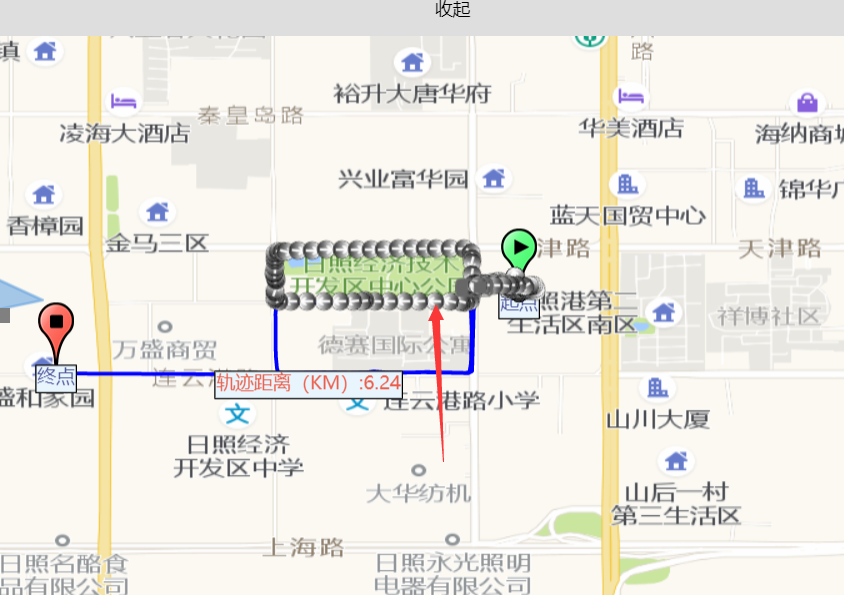 收起
镇
路
裕升大唐华府
秦皇岛路
凌海大酒店
华美酒店
海纳商城
兴业富华园
锦华广
香樟园
蓝天国贸中心
金马三区
津路
天津路
日照经济技术
开发区中心公园
起点
照港第二
生活区南区
祥博社区
万盛商贸
德赛国际公寓
终点
连云港
轨迹距离（KM）:6.24
盛和家园
连云港路小学
山川大厦
日照经济
开发区中学
大华纺机
山后一村
第三生活区
上海路
日照名酩食
品有限公司
日照永光照明
电器有限公司